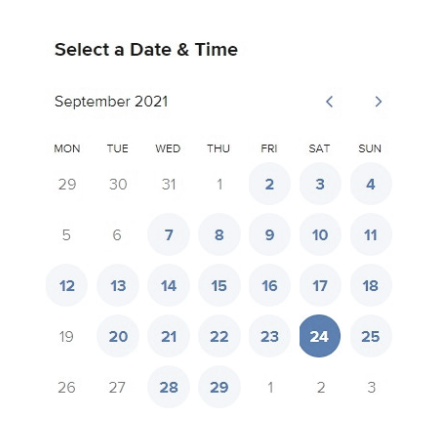 Select a Date & Time
September 2021
MON TUE WED THU FRI SAT SUN
29 30 31 1 2 3 4
5 6 7 8 9 10 11
12 13 14 15 16 17 18
19 20 21 22 23 24 25
26 27 28 29 1 2 3